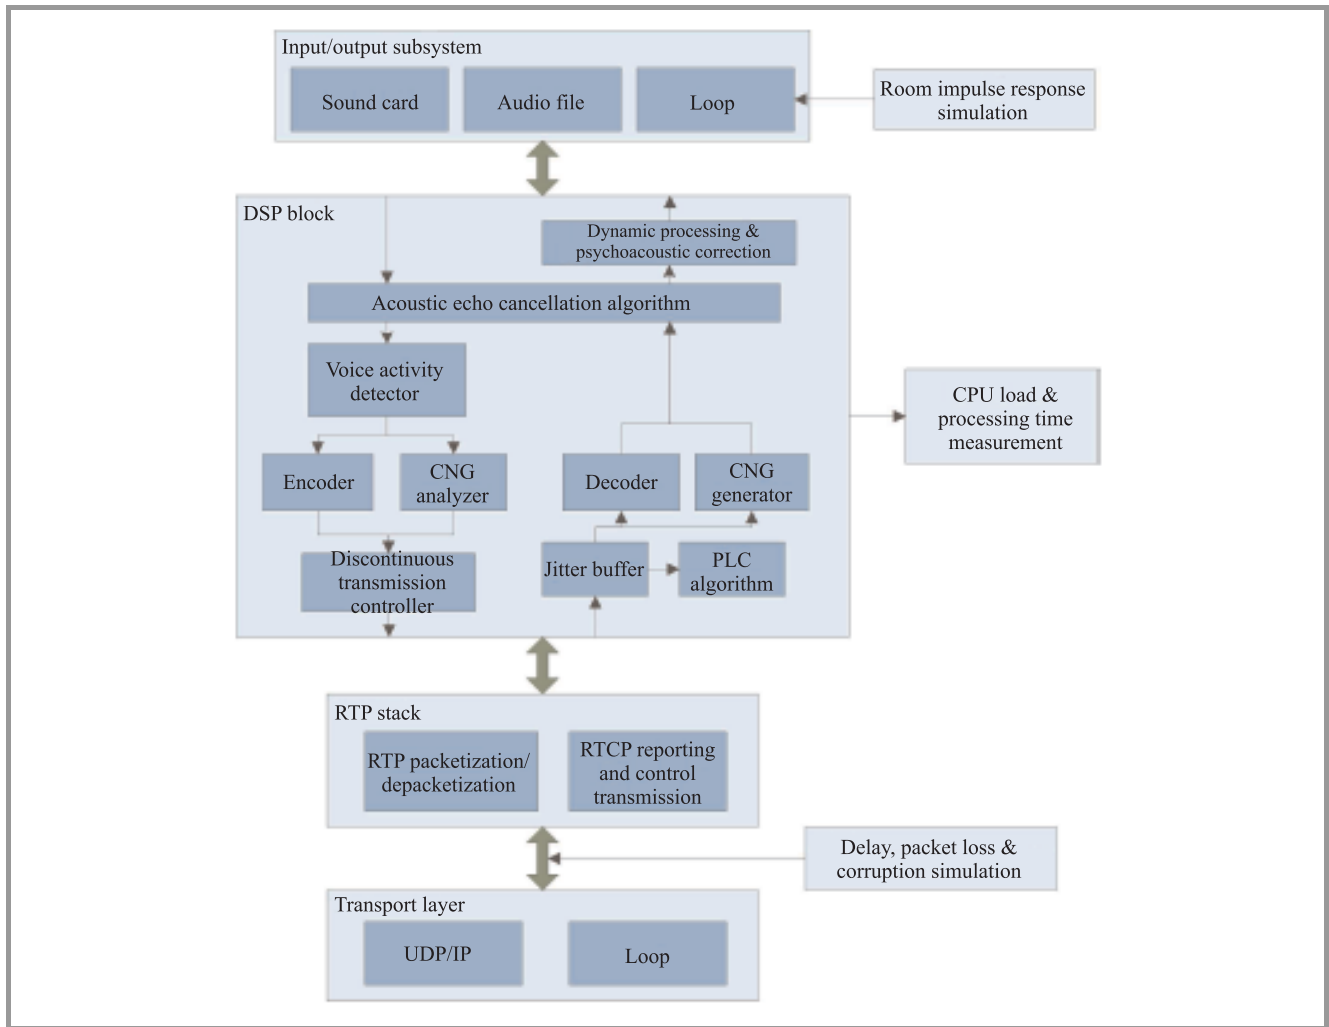 Input/output subsystem
Sound card
Audio file
Loop
Room impulse response
simulation
DSP block
Dynamic processing &
psychoacoustic correction
Acoustic echo cancellation algorithm
Voice activity
detector
CPU load &
processing time
measurement
Encoder
CNG
analyzer
Decoder
CNG
generator
Discontinuous
transmission
controller
Jitter buffer
PLC
algorithm
RTP stack
RTP packetization/
depacketization
RTCP reporting
and control
transmission
Delay, packet loss &
corruption simulation
Transport layer
UDP/IP
Loop